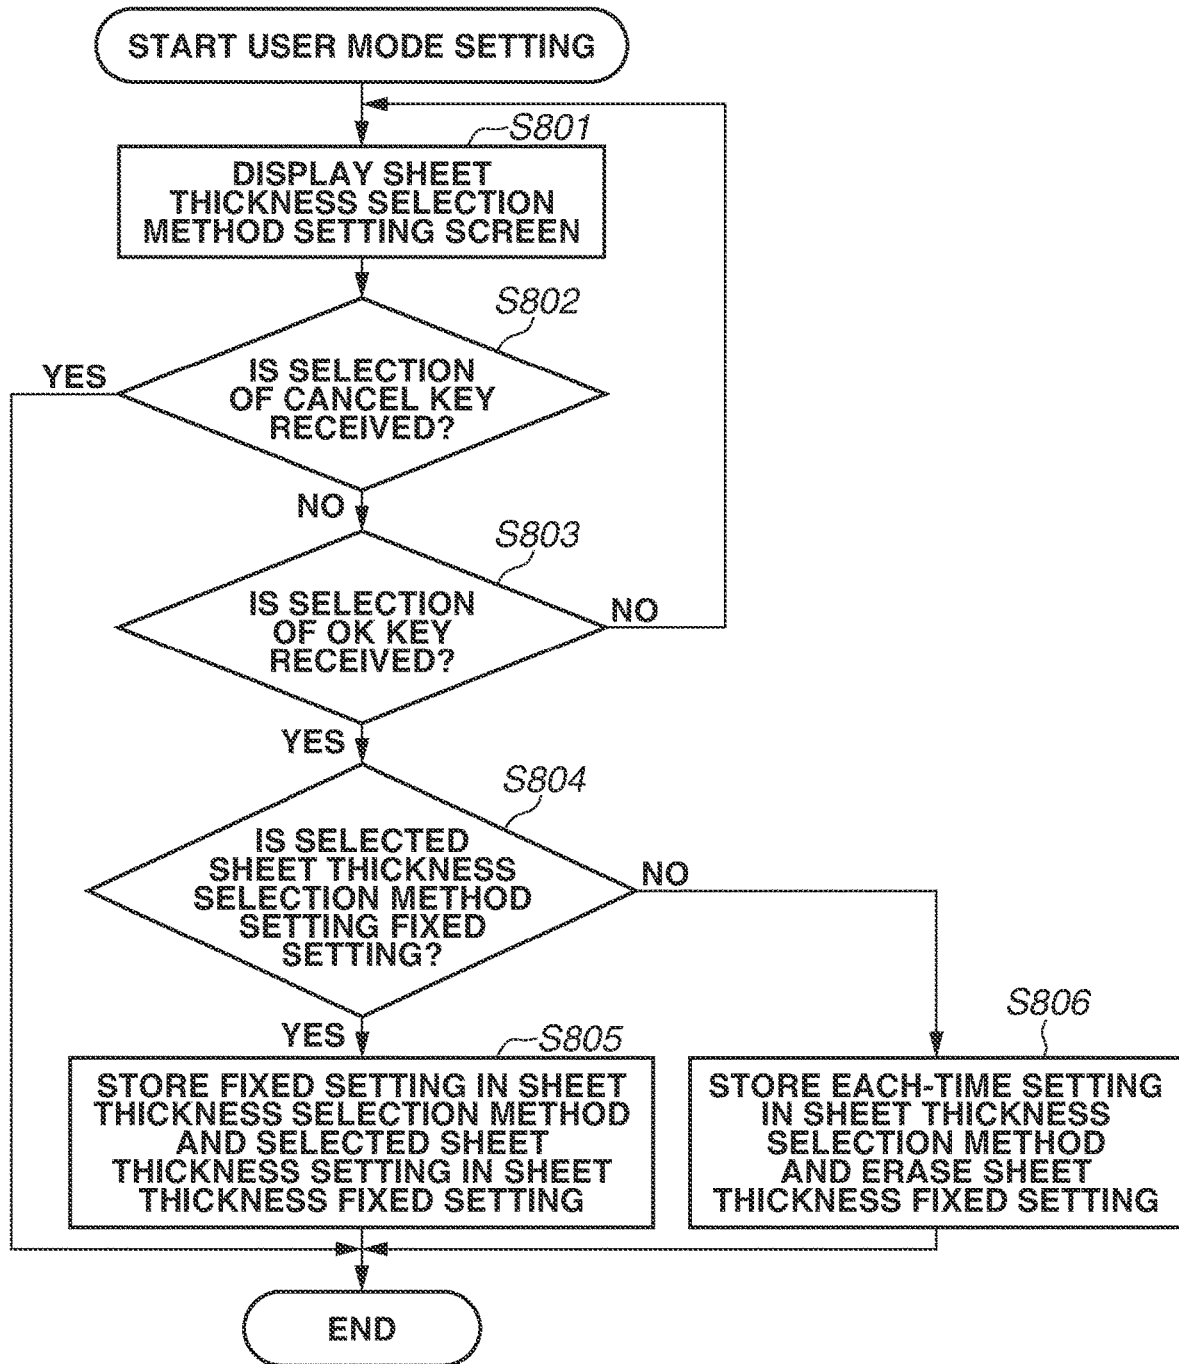 START USER MODE SETTING
S801
DISPLAY SHEET
THICKNESS SELECTION
METHOD SETTING SCREEN
S802
YES
IS SELECTION
OF CANCEL KEY
RECEIVED?
NO
S803
IS SELECTION
OF OK KEY
RECEIVED?
NO
YES
S804
IS SELECTED
SHEET THICKNESS
SELECTION METHOD
SETTING FIXED
SETTING?
NO
YES
S805
STORE FIXED SETTING IN SHEET
THICKNESS SELECTION METHOD
AND SELECTED SHEET
THICKNESS SETTING IN SHEET
THICKNESS FIXED SETTING
S806
STORE EACH-TIME SETTING
IN SHEET THICKNESS
SELECTION METHOD
AND ERASE SHEET
THICKNESS FIXED SETTING
END